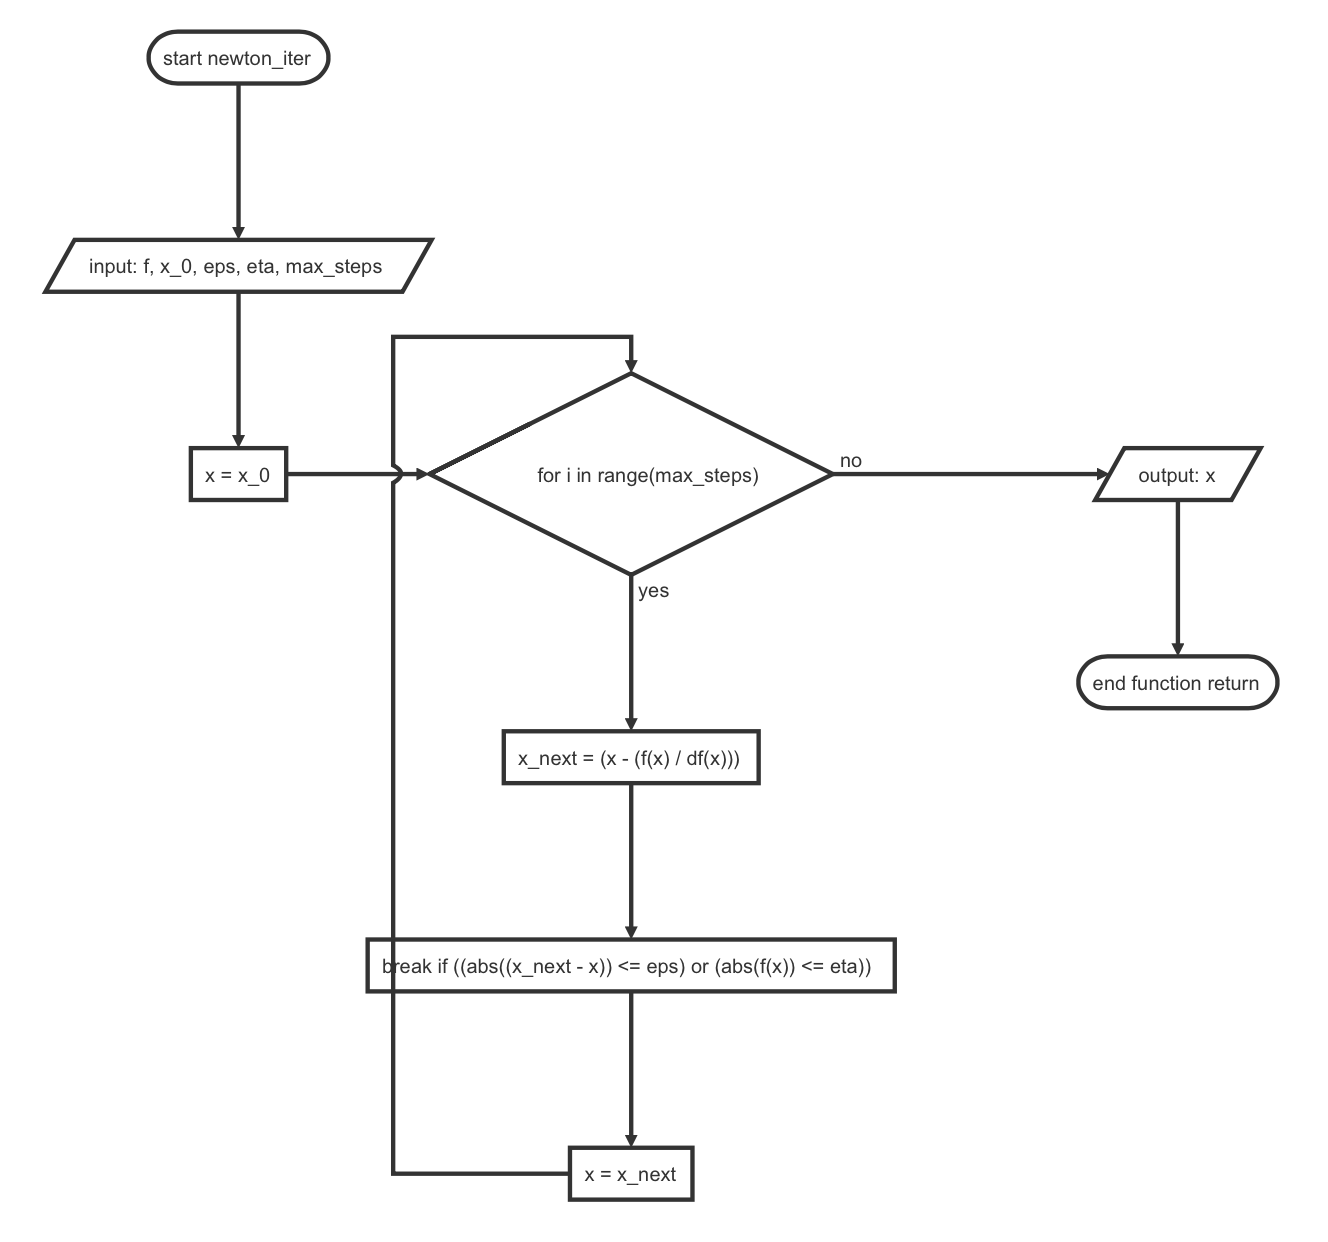 start newton_iter
input: f, x_0, eps, eta, max_steps
x = x_0
for i in range(max_steps)
no
output: x
yes
end function return
x_next = (x - (f(x) / df(x)))
break if ((abs((x_next - x)) <= eps) or (abs(f(x)) <= eta))
x = x_next